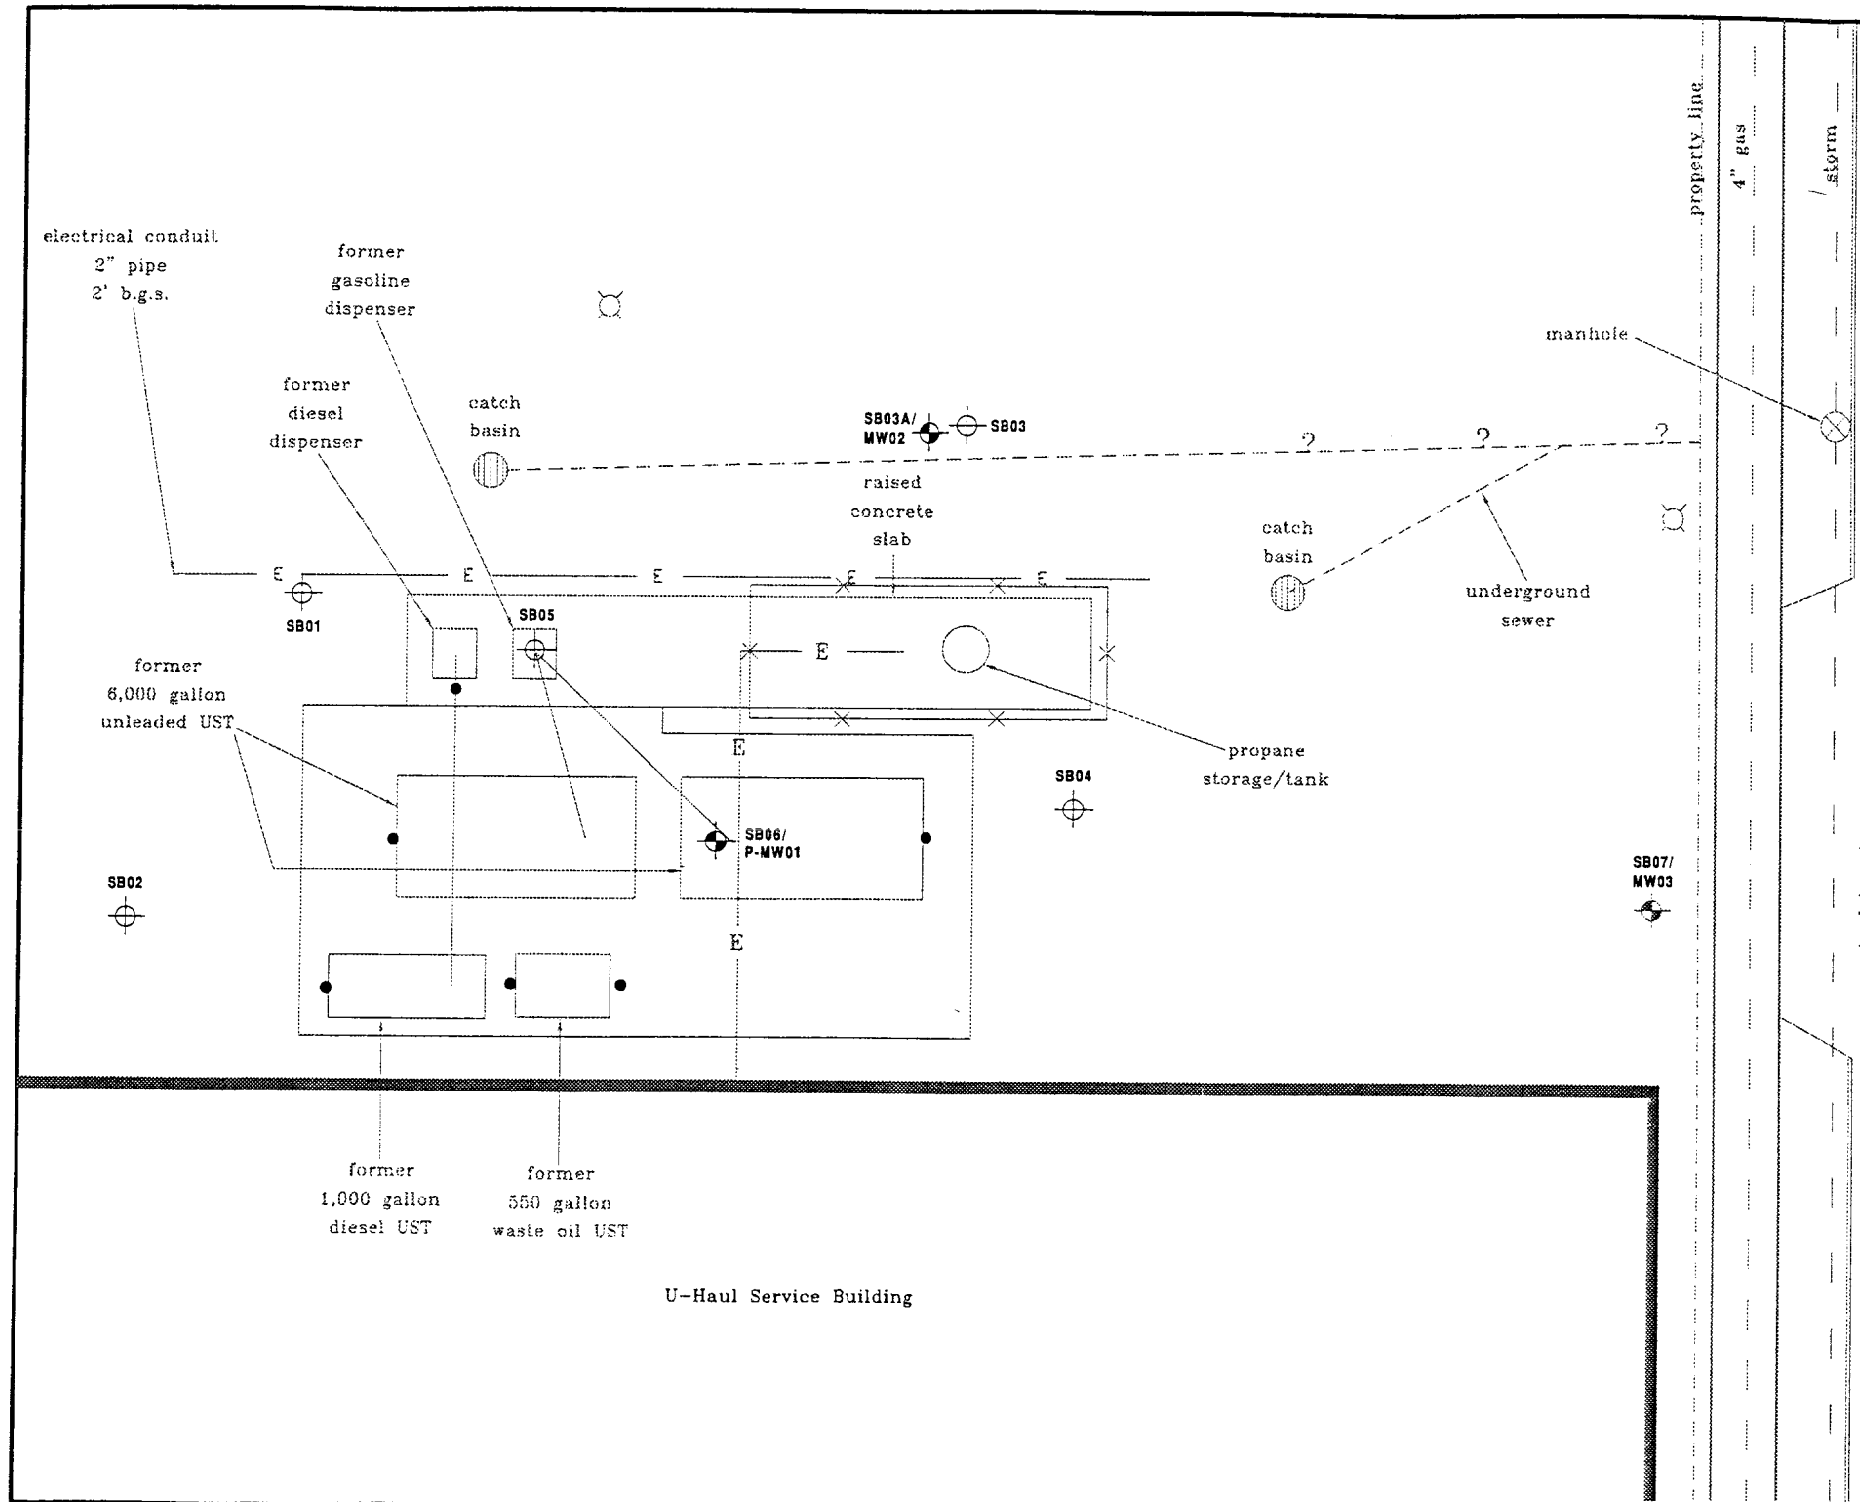 property line
4" gas
storm
electrical conduit
2" pipe
2' b.g.s.
former
gasoline
dispenser
manhole
former
diesel
dispenser
catch
basin
SB03A/
MW02
SB03
?
?
?
raised
concrete
slab
catch
basin
underground
sewer
E
E
E
E
E
SB01
SB05
E
former
6,000 gallon
unleaded UST
E
propane
storage/tank
SB04
SB06/
P-MW01
SB07/
MW03
SB02
E
former
1,000 gallon
diesel UST
former
550 gallon
waste oil UST
U-Haul Service Building